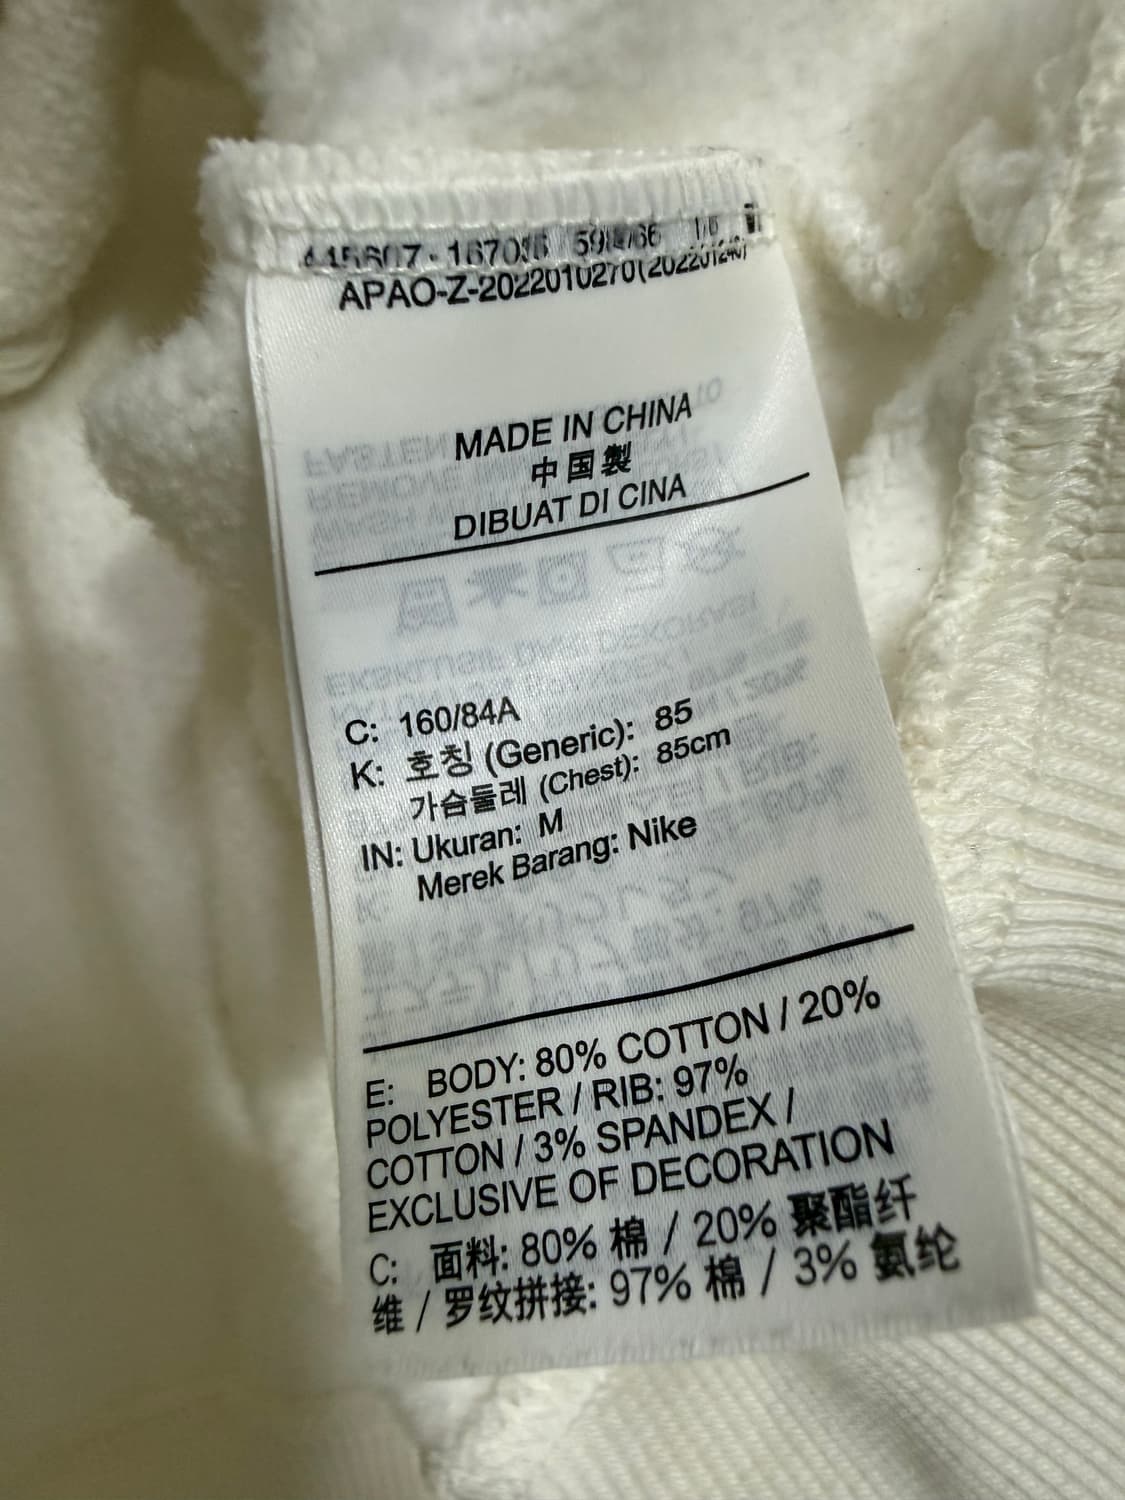 APAO-Z-2022010270(20220124
MADE IN CHINA
中国製
DIBUAT DI CINA
C: 160/84A
K: 호칭 (Generic): 85
가슴둘레 (Chest): 85cm
IN: Ukuran: M
Merek Barang: Nike
E: BODY: 80% COTTON / 20%
POLYESTER / RIB: 97%
COTTON / 3% SPANDEX /
EXCLUSIVE OF DECORATION
C: 面料: 80% 棉 / 20% 聚酯纤
维 / 罗纹拼接: 97% 棉 / 3% 氨纶